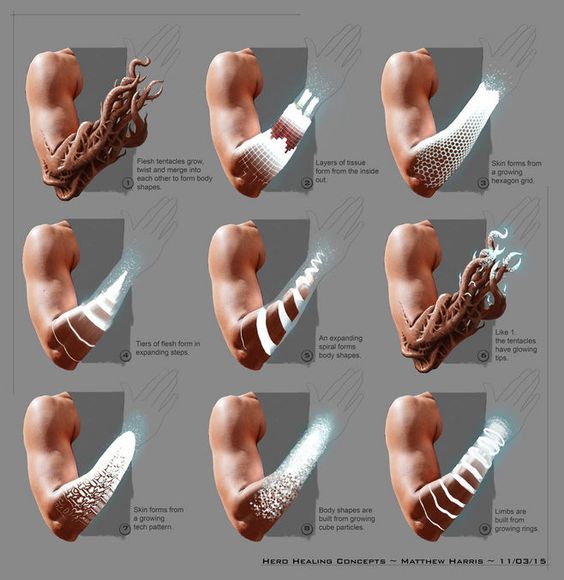 Flesh tentacles grow,
twist and merge into
each other to form body
shapes.
1
Layers of tissue
form from the inside
out.
2
Skin forms from
a growing
hexagon grid.
3
Tiers of flesh form in
expanding steps.
4
An expanding
spiral forms
body shapes.
5
Like 1.
the tentacles
have glowing
tips.
6
Skin forms from
a growing
tech pattern.
7
Body shapes are
built from growing
cube particles.
8
Limbs are
built from
growing rings.
9
Hero Healing Concepts ~ Matthew Harris ~ 11/03/15